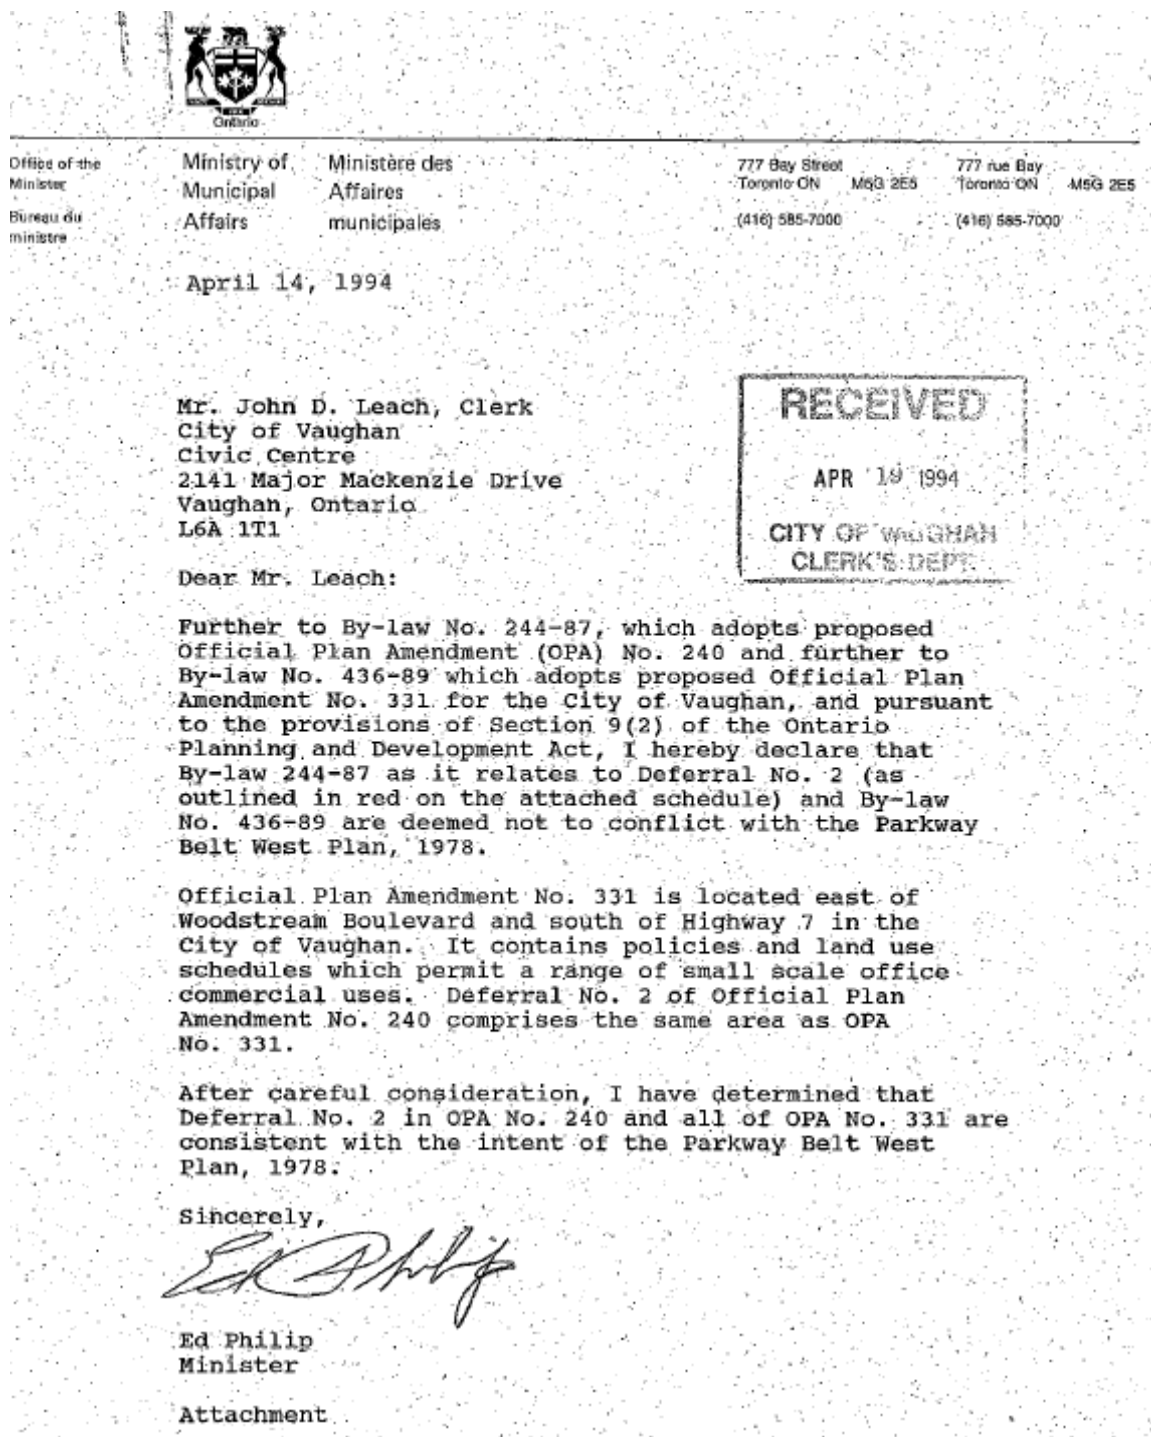 Ontario
Office of the
Minister
Bureau du
ministre
Ministry of
Municipal
Affairs
Ministère des
Affaires
municipales
777 Bay Street
Toronto ON M5G 2E5
(416) 585-7000
777 rue Bay
Toronto ON M5G 2E5
(416) 585-7000
April 14, 1994
RECEIVED
APR 19 1994
CITY OF VAUGHAN
CLERK'S DEPT.
Mr. John D. Leach, Clerk
City of Vaughan
Civic Centre
2141 Major Mackenzie Drive
Vaughan, Ontario
L6A 1T1
Dear Mr. Leach:
Further to By-law No. 244-87, which adopts proposed
Official Plan Amendment (OPA) No. 240 and further to
By-law No. 436-89 which adopts proposed Official Plan
Amendment No. 331 for the City of Vaughan, and pursuant
to the provisions of Section 9(2) of the Ontario
Planning and Development Act, I hereby declare that
By-law 244-87 as it relates to Deferral No. 2 (as
outlined in red on the attached schedule) and By-law
No. 436-89 are deemed not to conflict with the Parkway
Belt West Plan, 1978.
Official Plan Amendment No. 331 is located east of
Woodstream Boulevard and south of Highway 7 in the
City of Vaughan. It contains policies and land use
schedules which permit a range of small scale office
commercial uses. Deferral No. 2 of Official Plan
Amendment No. 240 comprises the same area as OPA
No. 331.
After careful consideration, I have determined that
Deferral No. 2 in OPA No. 240 and all of OPA No. 331 are
consistent with the intent of the Parkway Belt West
Plan, 1978.
Sincerely,
Ed Philip
Ed Philip
Minister
Attachment